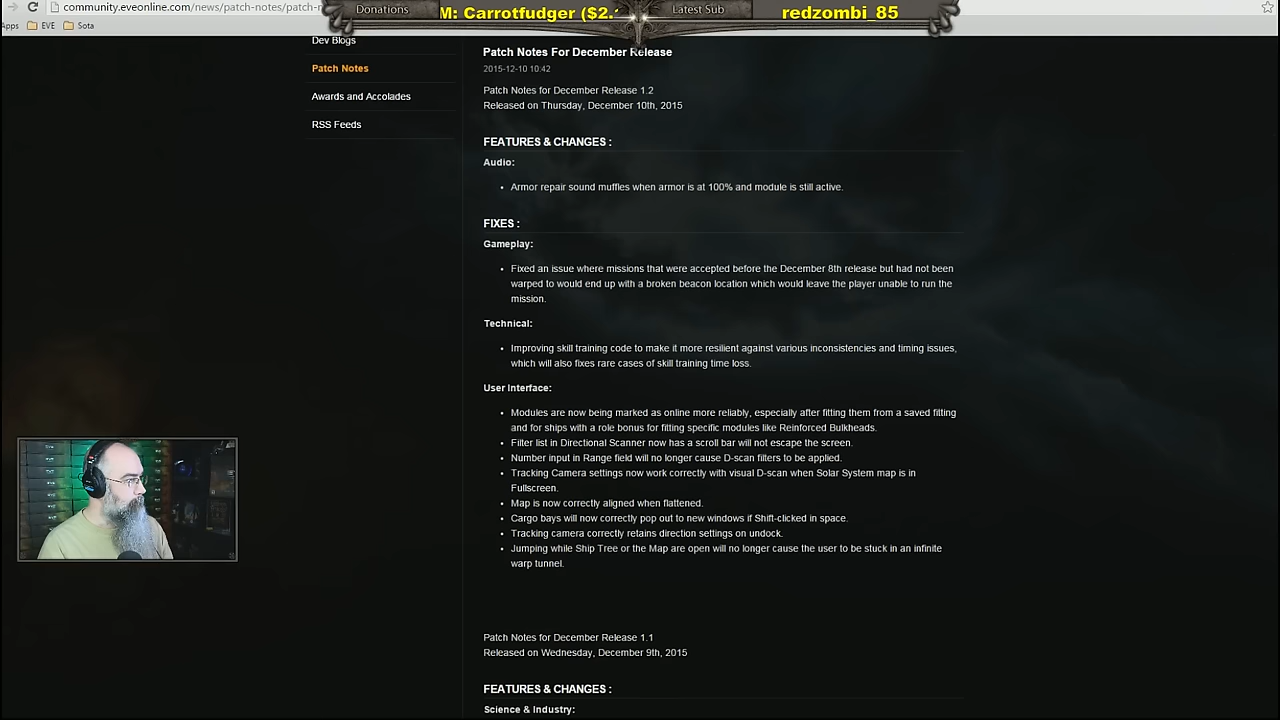 community.eveonline.com/news/patch-notes/patch-n
Donations
M: Carrotfudger ($2.
Latest Sub
redzombi_85
Apps
EVE
Sota
Dev Blogs
Patch Notes
Awards and Accolades
RSS Feeds
Patch Notes For December Release
2015-12-10 10:42
Patch Notes for December Release 1.2
Released on Thursday, December 10th, 2015
FEATURES & CHANGES :
Audio:
• Armor repair sound muffles when armor is at 100% and module is still active.
FIXES :
Gameplay:
• Fixed an issue where missions that were accepted before the December 8th release but had not been
warped to would end up with a broken beacon location which would leave the player unable to run the
mission.
Technical:
• Improving skill training code to make it more resilient against various inconsistencies and timing issues,
which will also fixes rare cases of skill training time loss.
User Interface:
• Modules are now being marked as online more reliably, especially after fitting them from a saved fitting
and for ships with a role bonus for fitting specific modules like Reinforced Bulkheads.
• Filter list in Directional Scanner now has a scroll bar will not escape the screen.
• Number input in Range field will no longer cause D-scan filters to be applied.
• Tracking Camera settings now work correctly with visual D-scan when Solar System map is in
Fullscreen.
• Map is now correctly aligned when flattened.
• Cargo bays will now correctly pop out to new windows if Shift-clicked in space.
• Tracking camera correctly retains direction settings on undock.
• Jumping while Ship Tree or the Map are open will no longer cause the user to be stuck in an infinite
warp tunnel.
Patch Notes for December Release 1.1
Released on Wednesday, December 9th, 2015
FEATURES & CHANGES :
Science & Industry: